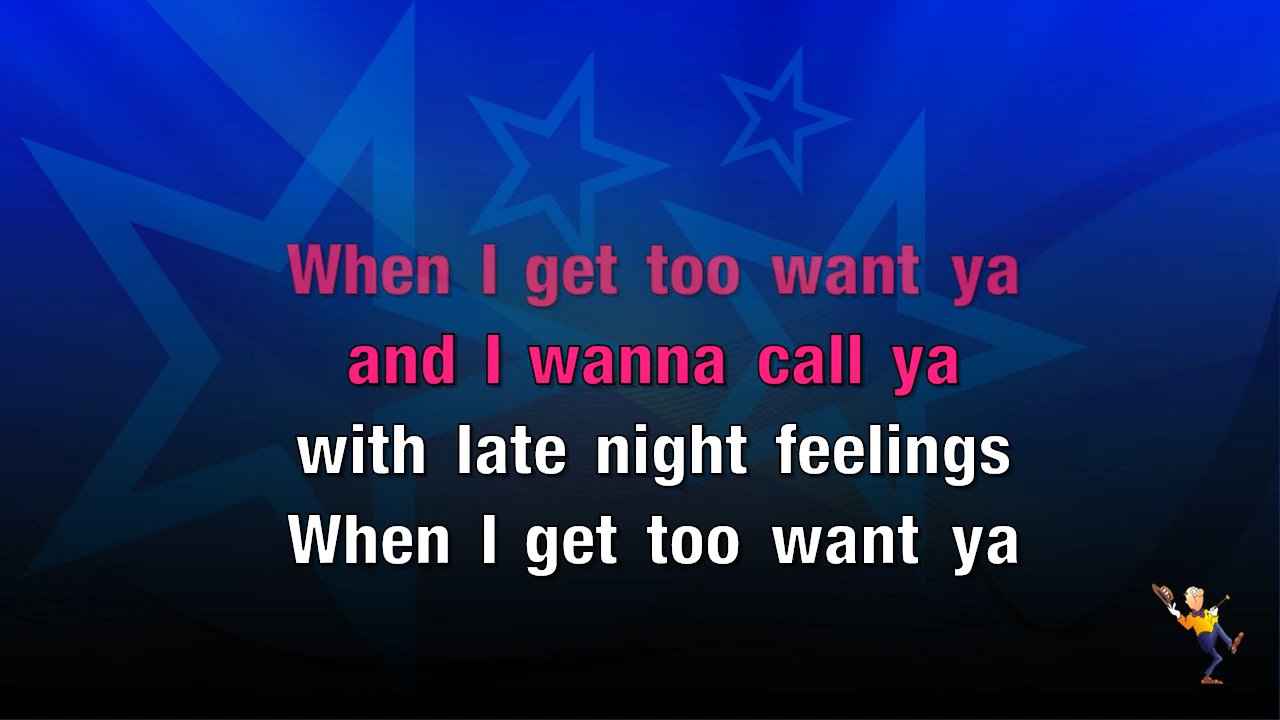 When I get too want ya
and I wanna call ya
with late night feelings
When I get too want ya